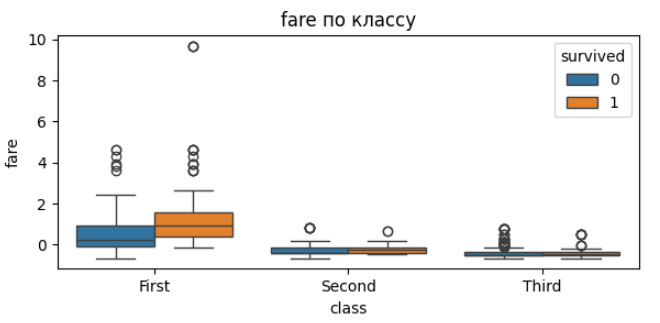 fare по классу
10
8
6
4
2
0
fare
survived
0
1
First
Second
Third
class